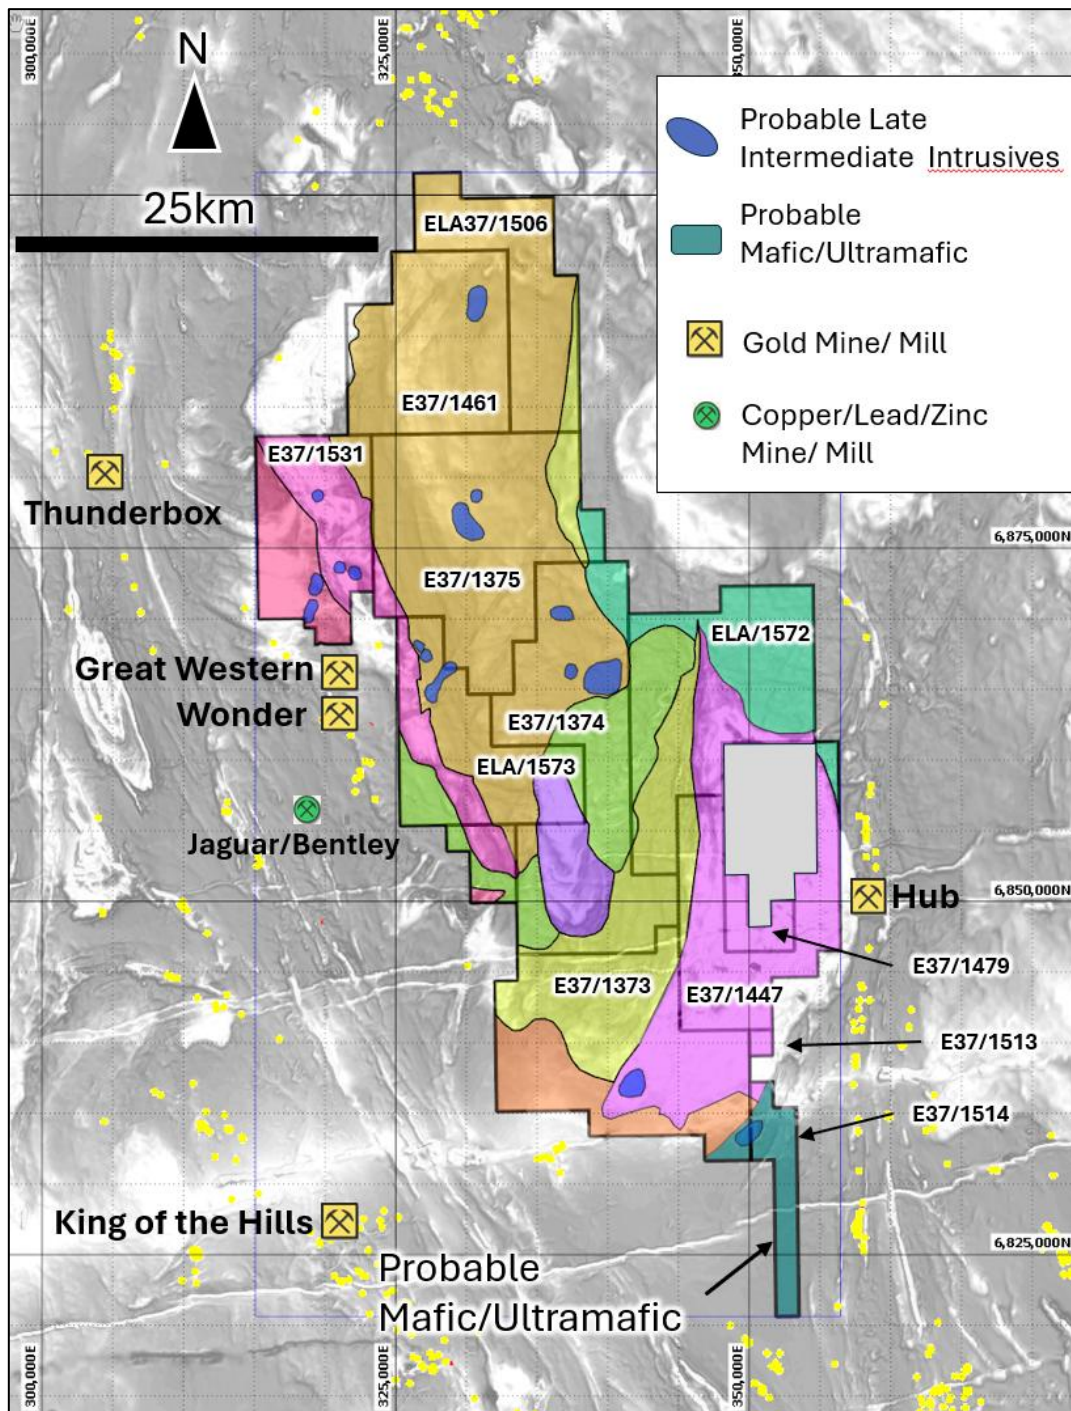 300,000E
325,000E
350,000E
N
25km
Probable Late
Intermediate Intrusives
Probable
Mafic/Ultramafic
Gold Mine/ Mill
Copper/Lead/Zinc
Mine/ Mill
ELA37/1506
E37/1461
E37/1531
Thunderbox
6,875,000N
E37/1375
ELA/1572
Great Western
Wonder
E37/1374
ELA/1573
Jaguar/Bentley
6,850,000N
Hub
E37/1479
E37/1373
E37/1447
E37/1513
E37/1514
King of the Hills
6,825,000N
Probable
Mafic/Ultramafic
300,000E
325,000E
350,000E